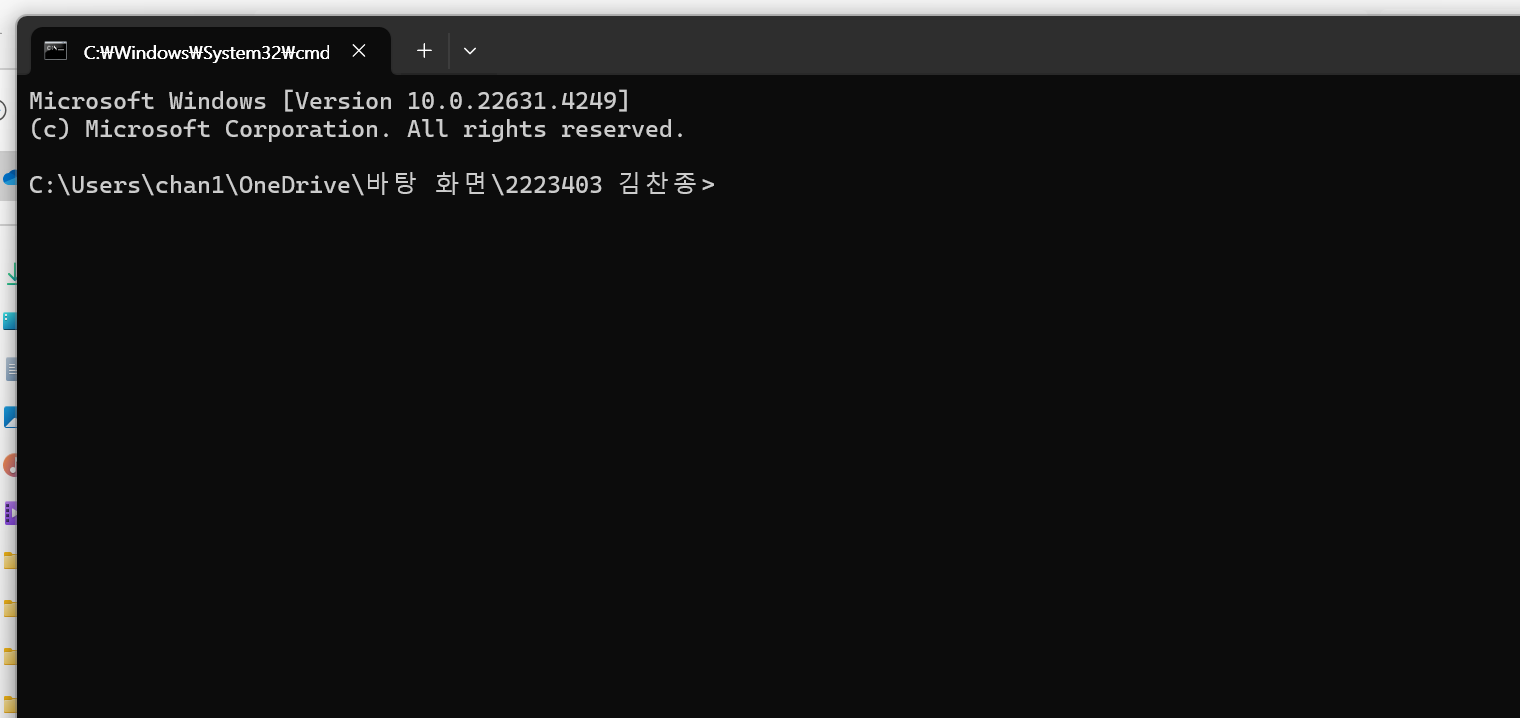 C:₩Windows₩System32₩cmd
Microsoft Windows [Version 10.0.22631.4249]
(c) Microsoft Corporation. All rights reserved.
C:\Users\chan1\OneDrive\바탕 화면\2223403 김찬종>